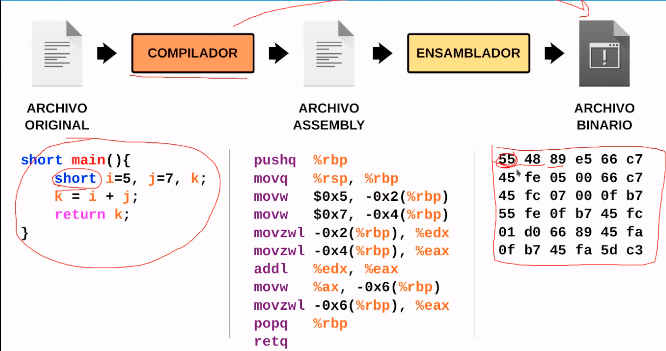 COMPILADOR
ENSAMBLADOR
ARCHIVO
ORIGINAL
ARCHIVO
ASSEMBLY
ARCHIVO
BINARIO
short main(){
short i=5, j=7, k;
k = i + j;
return k;
}
pushq %rbp
movq %rsp, %rbp
movw $0x5, -0x2(%rbp)
movw $0x7, -0x4(%rbp)
movzwl -0x2(%rbp), %edx
movzwl -0x4(%rbp), %eax
addl %edx, %eax
movw %ax, -0x6(%rbp)
movzwl -0x6(%rbp), %eax
popq %rbp
retq
55 48 89 e5 66 c7
45 fe 05 00 66 c7
45 fc 07 00 0f b7
55 fe 0f b7 45 fc
01 d0 66 89 45 fa
0f b7 45 fa 5d c3